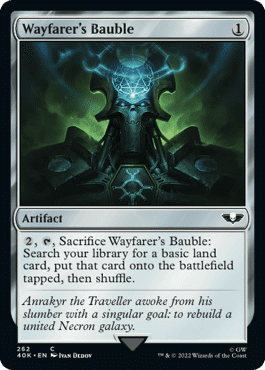 Wayfarer's Bauble 1
Artifact
2, T, Sacrifice Wayfarer's Bauble:
Search your library for a basic land
card, put that card onto the battlefield
tapped, then shuffle.
Anrakyr the Traveller awoke from his
slumber with a singular goal: to rebuild a
united Necron galaxy.
262 C
40K • EN Ivan Dedov
© GW
™ & © 2022 Wizards of the Coast